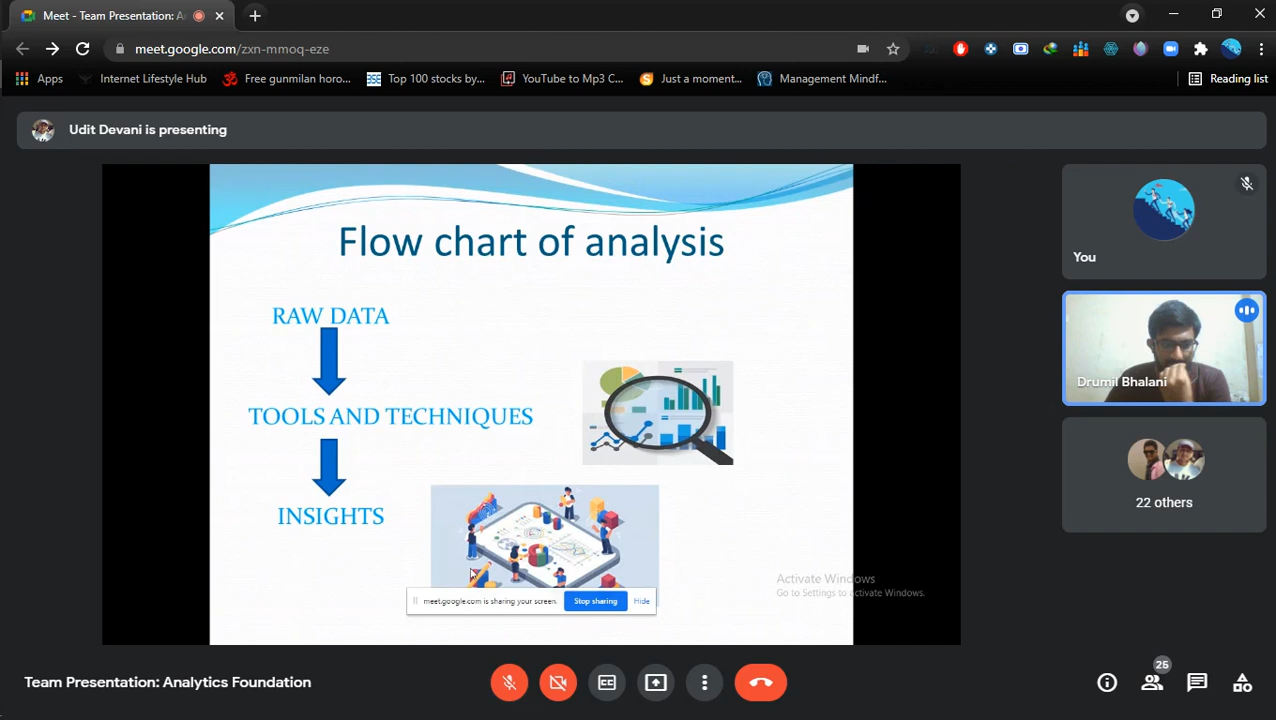 Meet - Team Presentation: A
meet.google.com/zxn-mmoq-eze
Apps
Internet Lifestyle Hub
Free gunmilan horo...
Top 100 stocks by...
YouTube to Mp3 C...
Just a moment...
Management Mindf...
Reading list
Udit Devani is presenting
Flow chart of analysis
RAW DATA
TOOLS AND TECHNIQUES
INSIGHTS
meet.google.com is sharing your screen.
Stop sharing
Hide
Activate Windows
Go to Settings to activate Windows.
You
Drumil Bhalani
22 others
Team Presentation: Analytics Foundation
25